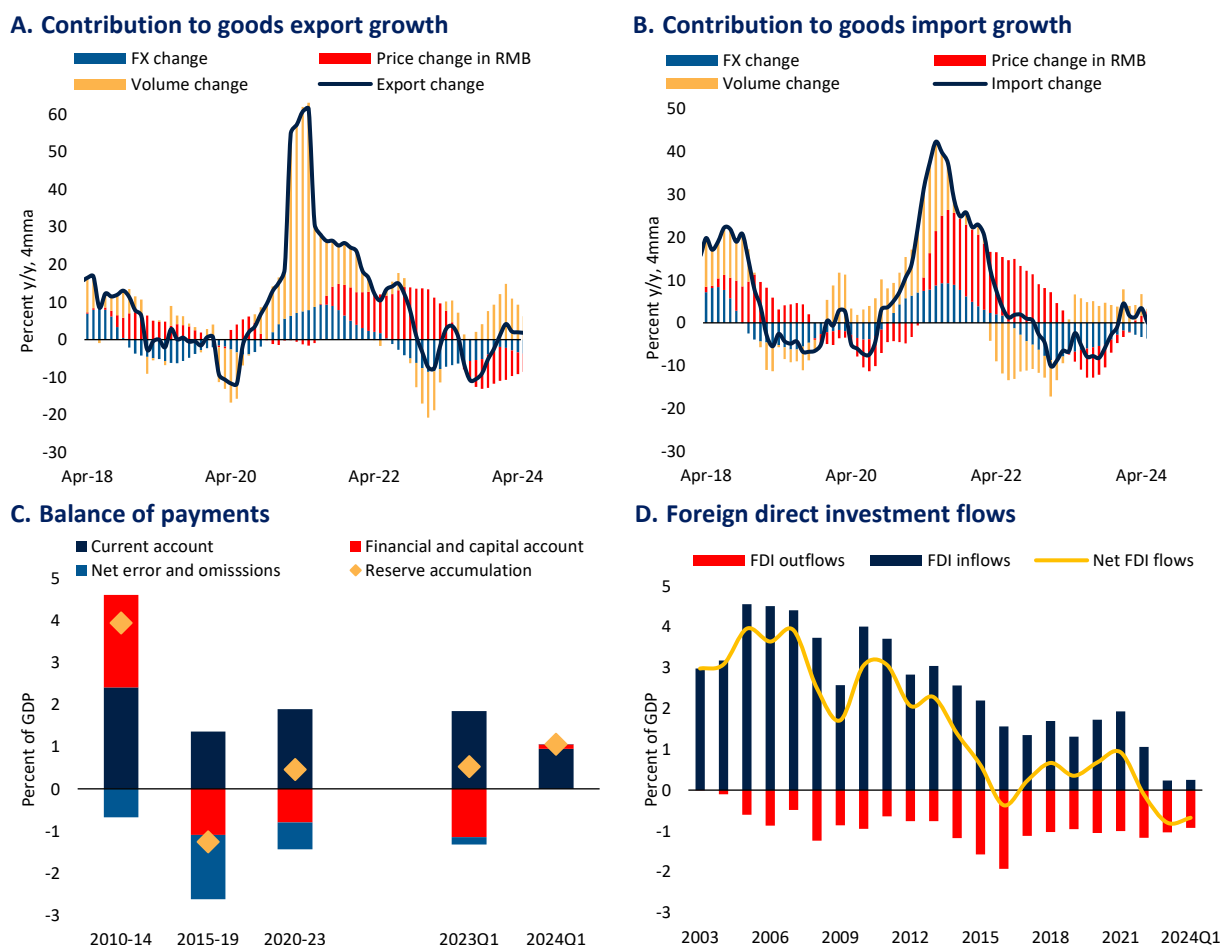 A. Contribution to goods export growth
FX change
Price change in RMB
Volume change
Export change
Percent y/y, 4mma
60
50
40
30
20
10
0
-10
-20
-30
Apr-18
Apr-20
Apr-22
Apr-24
B. Contribution to goods import growth
FX change
Price change in RMB
Volume change
Import change
Percent y/y, 4mma
50
40
30
20
10
0
-10
-20
-30
Apr-18
Apr-20
Apr-22
Apr-24
C. Balance of payments
Current account
Financial and capital account
Net error and omisssions
Reserve accumulation
Percent of GDP
5
4
3
2
1
0
-1
-2
-3
2010-14
2015-19
2020-23
2023Q1
2024Q1
D. Foreign direct investment flows
FDI outflows
FDI inflows
Net FDI flows
Percent of GDP
5
4
3
2
1
0
-1
-2
-3
2003
2006
2009
2012
2015
2018
2021
2024Q1